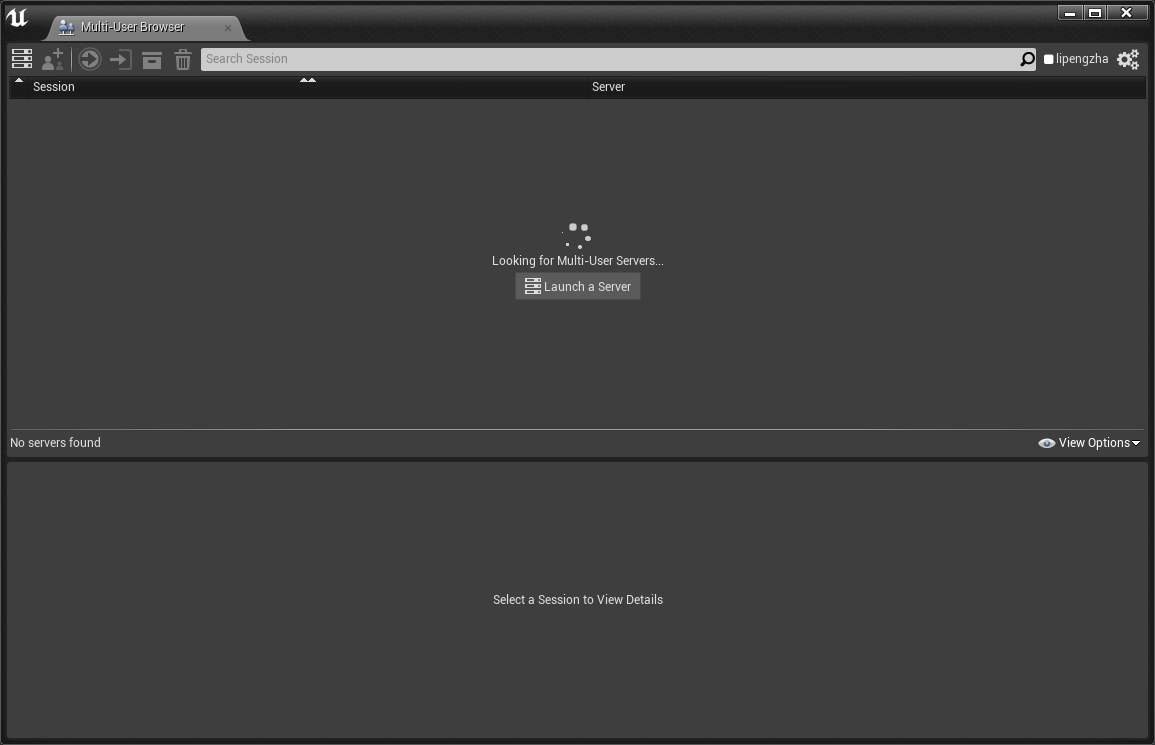 Multi-User Browser
Search Session
lipengzha
Session
Server
Looking for Multi-User Servers...
Launch a Server
No servers found
View Options
Select a Session to View Details